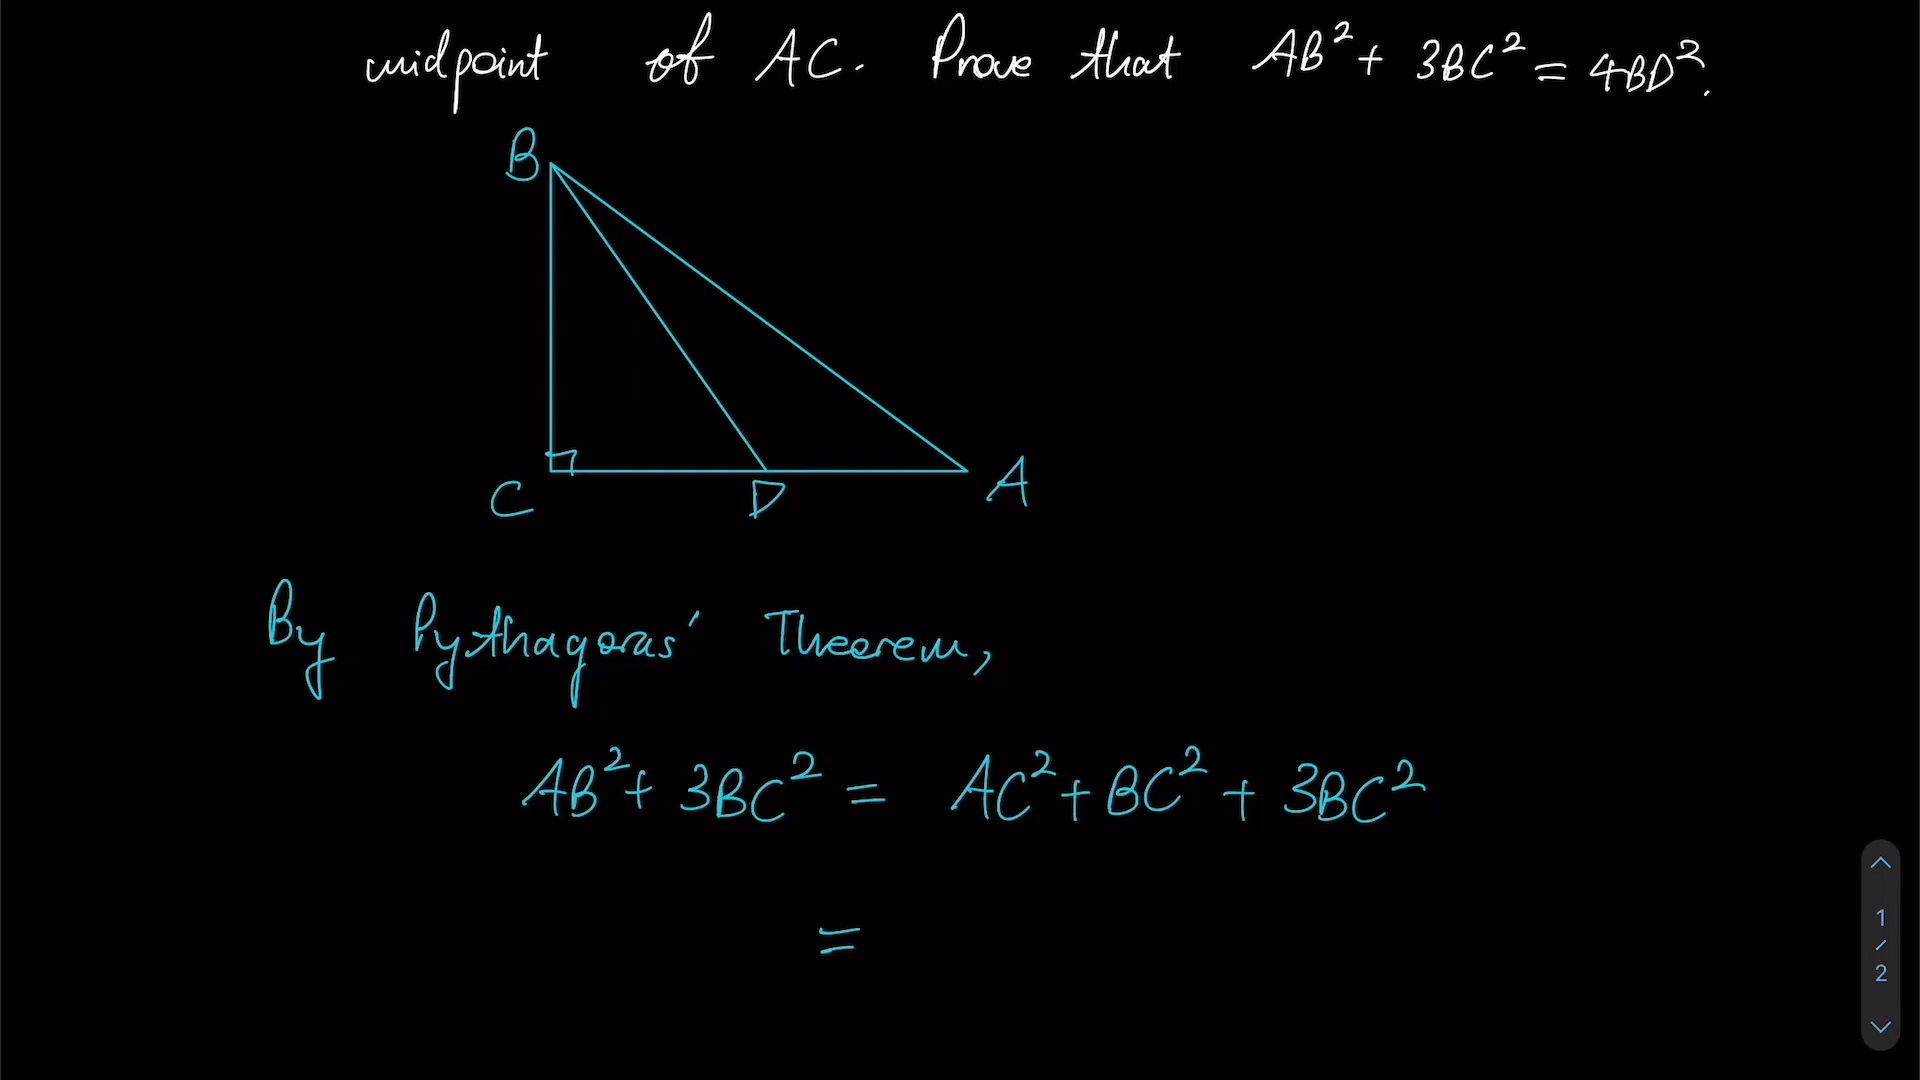 midpoint of AC. Prove that AB² + 3BC² = 4BD².
B
C D A
By Pythagoras' Theorem,
AB² + 3BC² = AC² + BC² + 3BC²
=
1
/
2